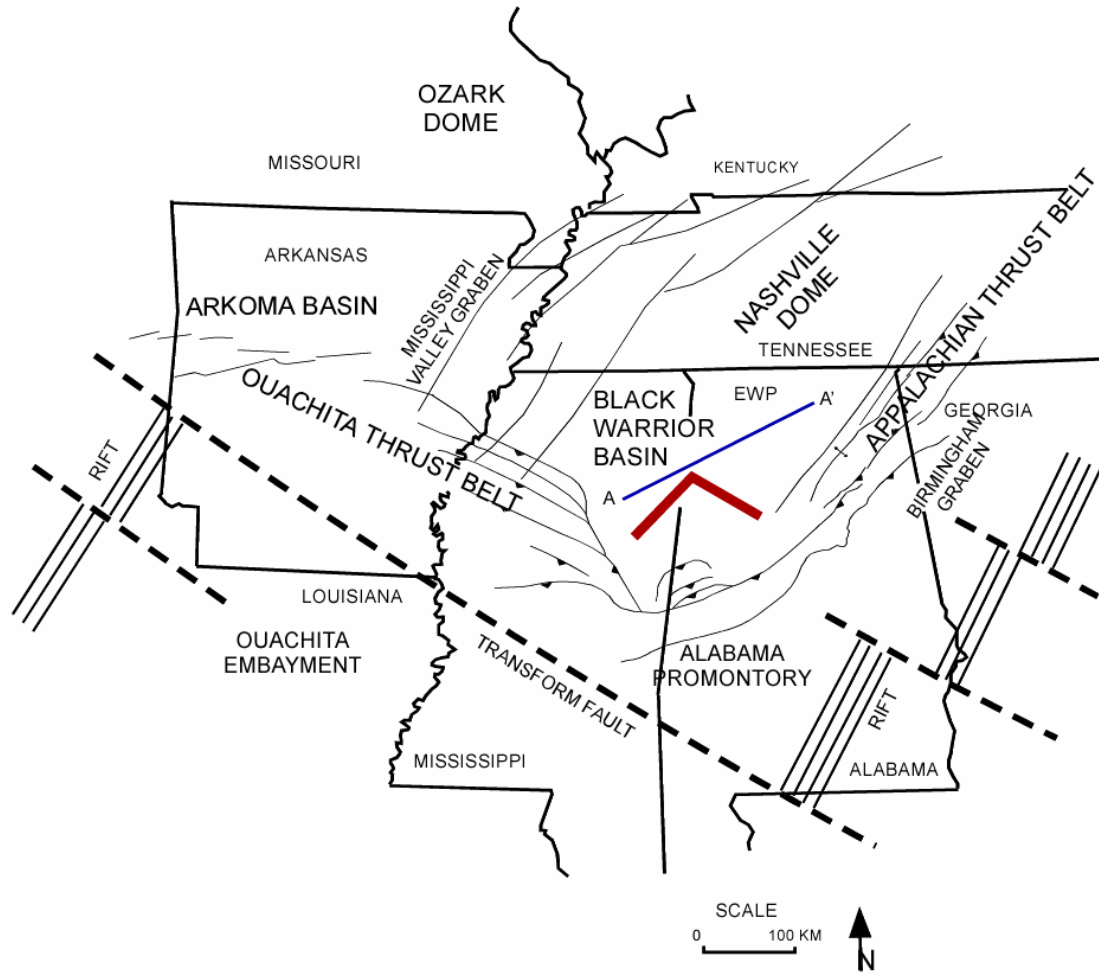 OZARK
DOME
MISSOURI
KENTUCKY
ARKANSAS
ARKOMA BASIN
MISSISSIPPI
VALLEY GRABEN
NASHVILLE
DOME
TENNESSEE
APPALACHIAN THRUST BELT
OUACHITA THRUST BELT
BLACK
WARRIOR
BASIN
EWP
A'
A
GEORGIA
BIRMINGHAM
GRABEN
RIFT
LOUISIANA
OUACHITA
EMBAYMENT
TRANSFORM FAULT
ALABAMA
PROMONTORY
RIFT
MISSISSIPPI
ALABAMA
SCALE
0 100 KM
N